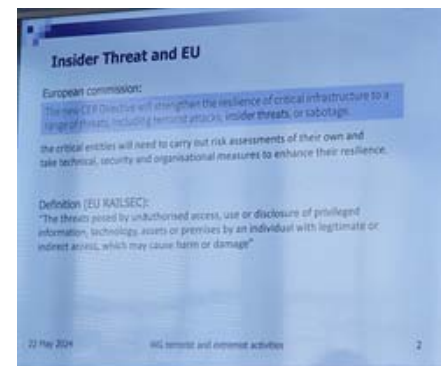 Insider Threat and EU
European commission:
The new CER Directive will strengthen the resilience of critical infrastructure to a
range of threats, including terrorist attacks, insider threats, or sabotage.
the critical entities will need to carry out risk assessments of their own and
take technical, security and organisational measures to enhance their resilience.
Definition (EU RAILSEC):
"The threats posed by unauthorised access, use or disclosure of privileged
information, technology, assets or premises by an individual with legitimate or
indirect access, which may cause harm or damage"
22 May 2024 WG terrorist and extremist activities 2